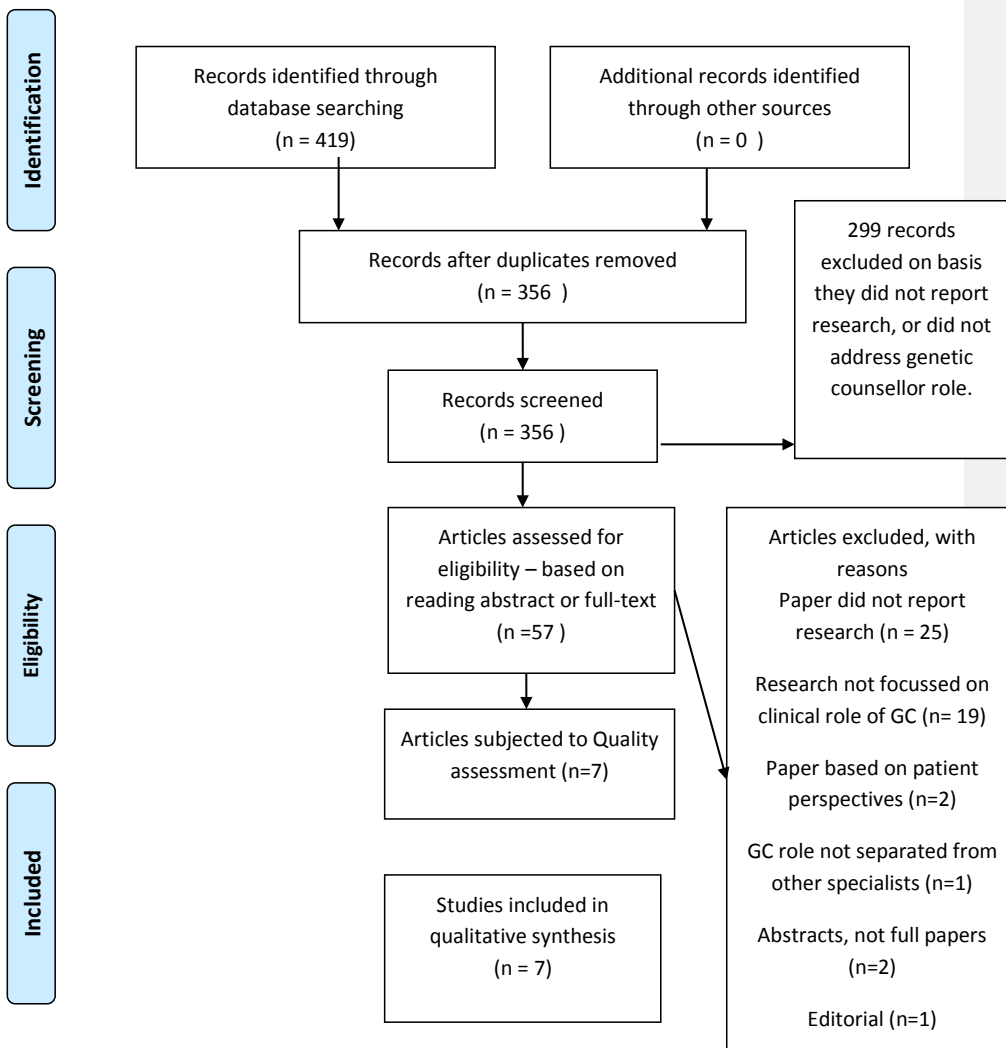 Identification
Records identified through
database searching
(n = 419)
Additional records identified
through other sources
(n = 0 )
Records after duplicates removed
(n = 356 )
299 records
excluded on basis
they did not report
research, or did not
address genetic
counsellor role.
Screening
Records screened
(n = 356 )
Eligibility
Articles assessed for
eligibility – based on
reading abstract or full-text
(n =57 )
Articles excluded, with
reasons
Paper did not report
research (n = 25)
Research not focussed on
clinical role of GC (n= 19)
Paper based on patient
perspectives (n=2)
GC role not separated from
other specialists (n=1)
Abstracts, not full papers
(n=2)
Editorial (n=1)
Articles subjected to Quality
assessment (n=7)
Included
Studies included in
qualitative synthesis
(n = 7)